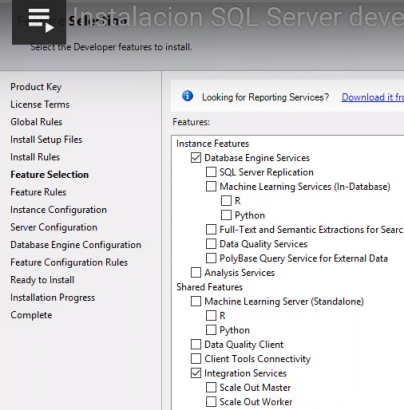 Instalacion SQL Server deve
Feature Selection
Select the Developer features to install.
Product Key
License Terms
Global Rules
Install Setup Files
Install Rules
Feature Selection
Feature Rules
Instance Configuration
Server Configuration
Database Engine Configuration
Feature Configuration Rules
Ready to Install
Installation Progress
Complete
Looking for Reporting Services? Download it fr
Features:
Instance Features
Database Engine Services
SQL Server Replication
Machine Learning Services (In-Database)
R
Python
Full-Text and Semantic Extractions for Searc
Data Quality Services
PolyBase Query Service for External Data
Analysis Services
Shared Features
Machine Learning Server (Standalone)
R
Python
Data Quality Client
Client Tools Connectivity
Integration Services
Scale Out Master
Scale Out Worker